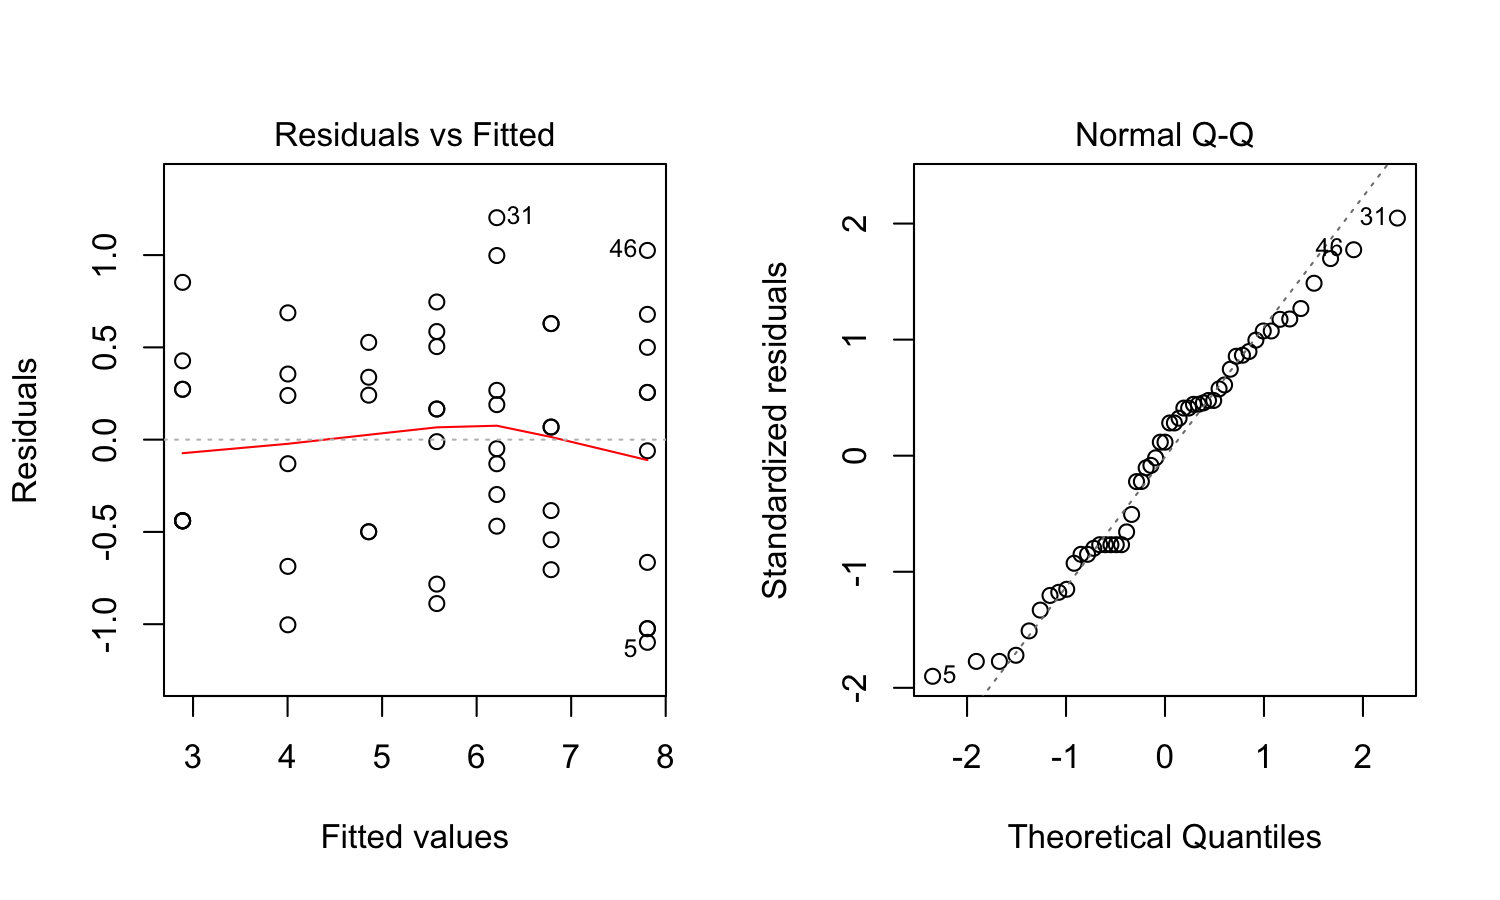 Residuals vs Fitted
Residuals
1.0
0.5
0.0
-0.5
-1.0
31
46
5
3 4 5 6 7 8
Fitted values
Normal Q-Q
Standardized residuals
2
1
0
-1
-2
31
46
5
-2 -1 0 1 2
Theoretical Quantiles